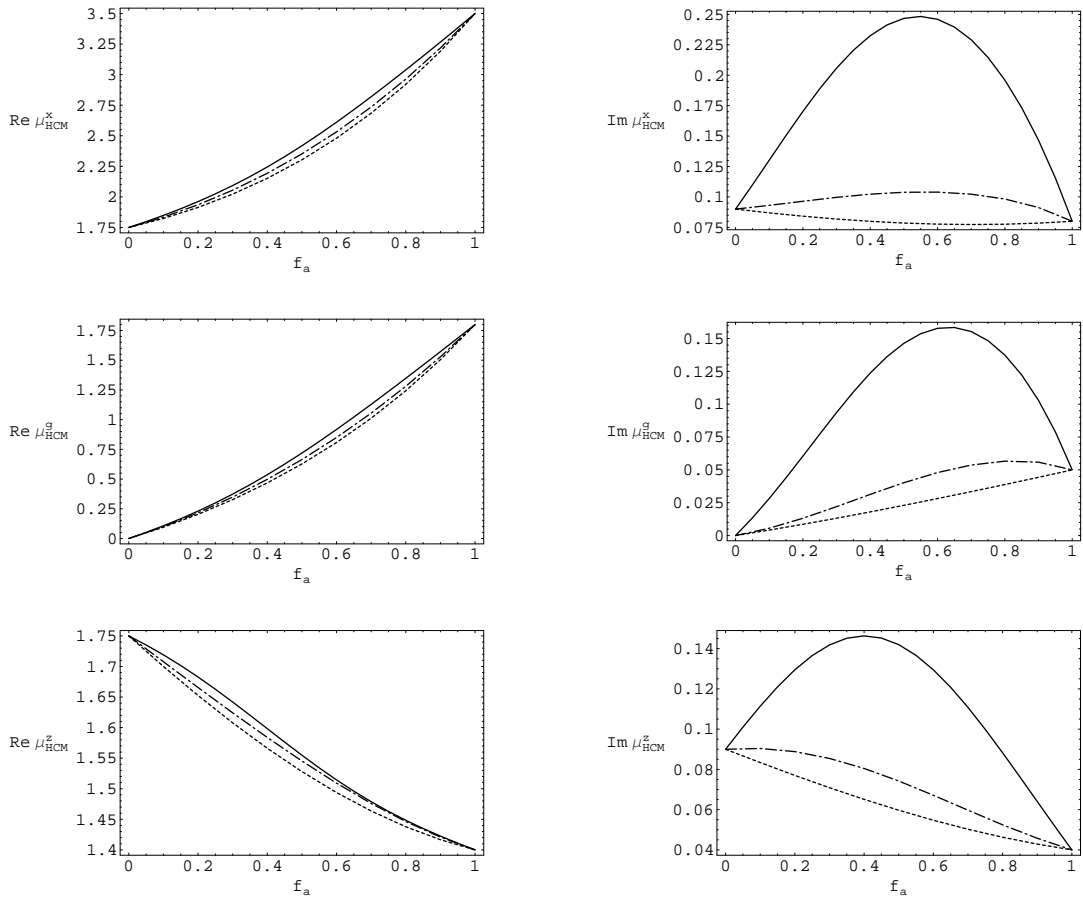 3.5
3.25
3
2.75
Re μ_HCM^x
2.5
2.25
2
1.75
0 0.2 0.4 0.6 0.8 1
f_a
0.25
0.225
0.2
0.175
Im μ_HCM^x
0.15
0.125
0.1
0.075
0 0.2 0.4 0.6 0.8 1
f_a
1.75
1.5
1.25
1
Re μ_HCM^g
0.75
0.5
0.25
0
0 0.2 0.4 0.6 0.8 1
f_a
0.15
0.125
0.1
Im μ_HCM^g
0.075
0.05
0.025
0
0 0.2 0.4 0.6 0.8 1
f_a
1.75
1.7
1.65
1.6
Re μ_HCM^z
1.55
1.5
1.45
1.4
0 0.2 0.4 0.6 0.8 1
f_a
0.14
0.12
0.1
Im μ_HCM^z
0.08
0.06
0.04
0 0.2 0.4 0.6 0.8 1
f_a